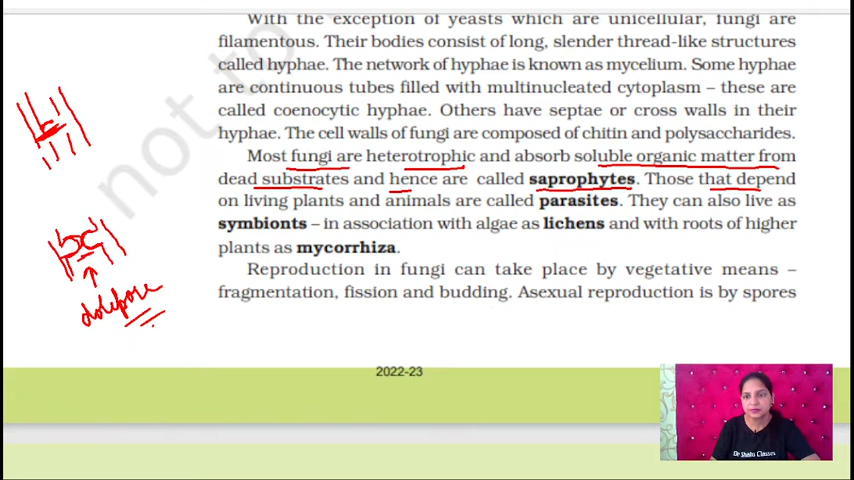 With the exception of yeasts which are unicellular, fungi are
filamentous. Their bodies consist of long, slender thread-like structures
called hyphae. The network of hyphae is known as mycelium. Some hyphae
are continuous tubes filled with multinucleated cytoplasm – these are
called coenocytic hyphae. Others have septae or cross walls in their
hyphae. The cell walls of fungi are composed of chitin and polysaccharides.
Most fungi are heterotrophic and absorb soluble organic matter from
dead substrates and hence are called saprophytes. Those that depend
on living plants and animals are called parasites. They can also live as
symbionts – in association with algae as lichens and with roots of higher
plants as mycorrhiza.
Reproduction in fungi can take place by vegetative means –
fragmentation, fission and budding. Asexual reproduction is by spores
not to
dolipore
2022-23
Dr Shaku Classes